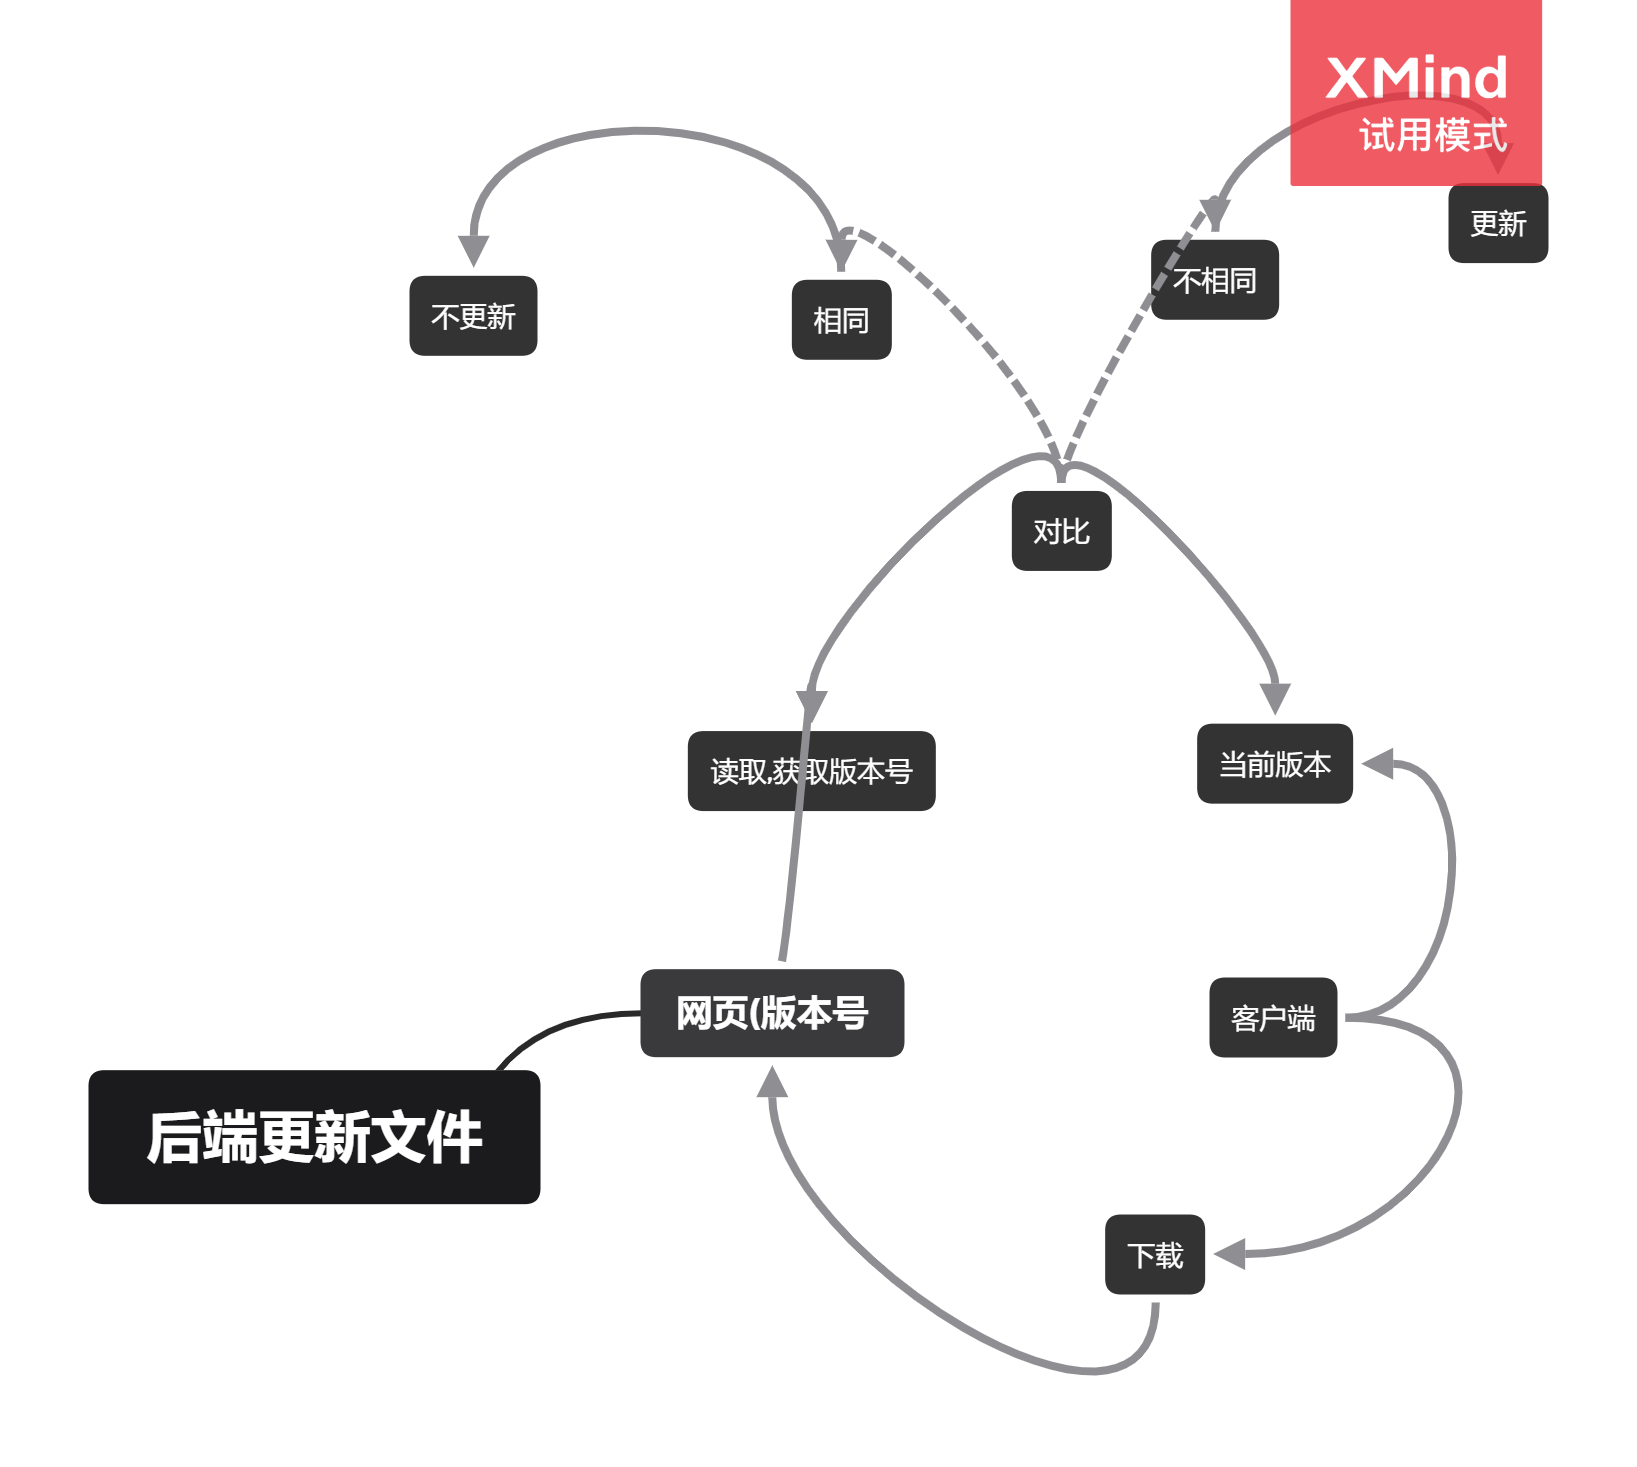 XMind
试用模式
更新
不相同
不更新
相同
对比
读取,获取版本号
当前版本
网页(版本号
客户端
后端更新文件
下载